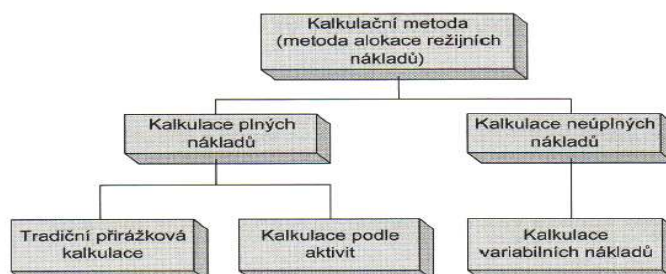 Kalkulační metoda
(metoda alokace režijních
nákladů)
Kalkulace plných
nákladů
Kalkulace neúplných
nákladů
Tradiční přirážková
kalkulace
Kalkulace podle
aktivit
Kalkulace
variabilních nákladů